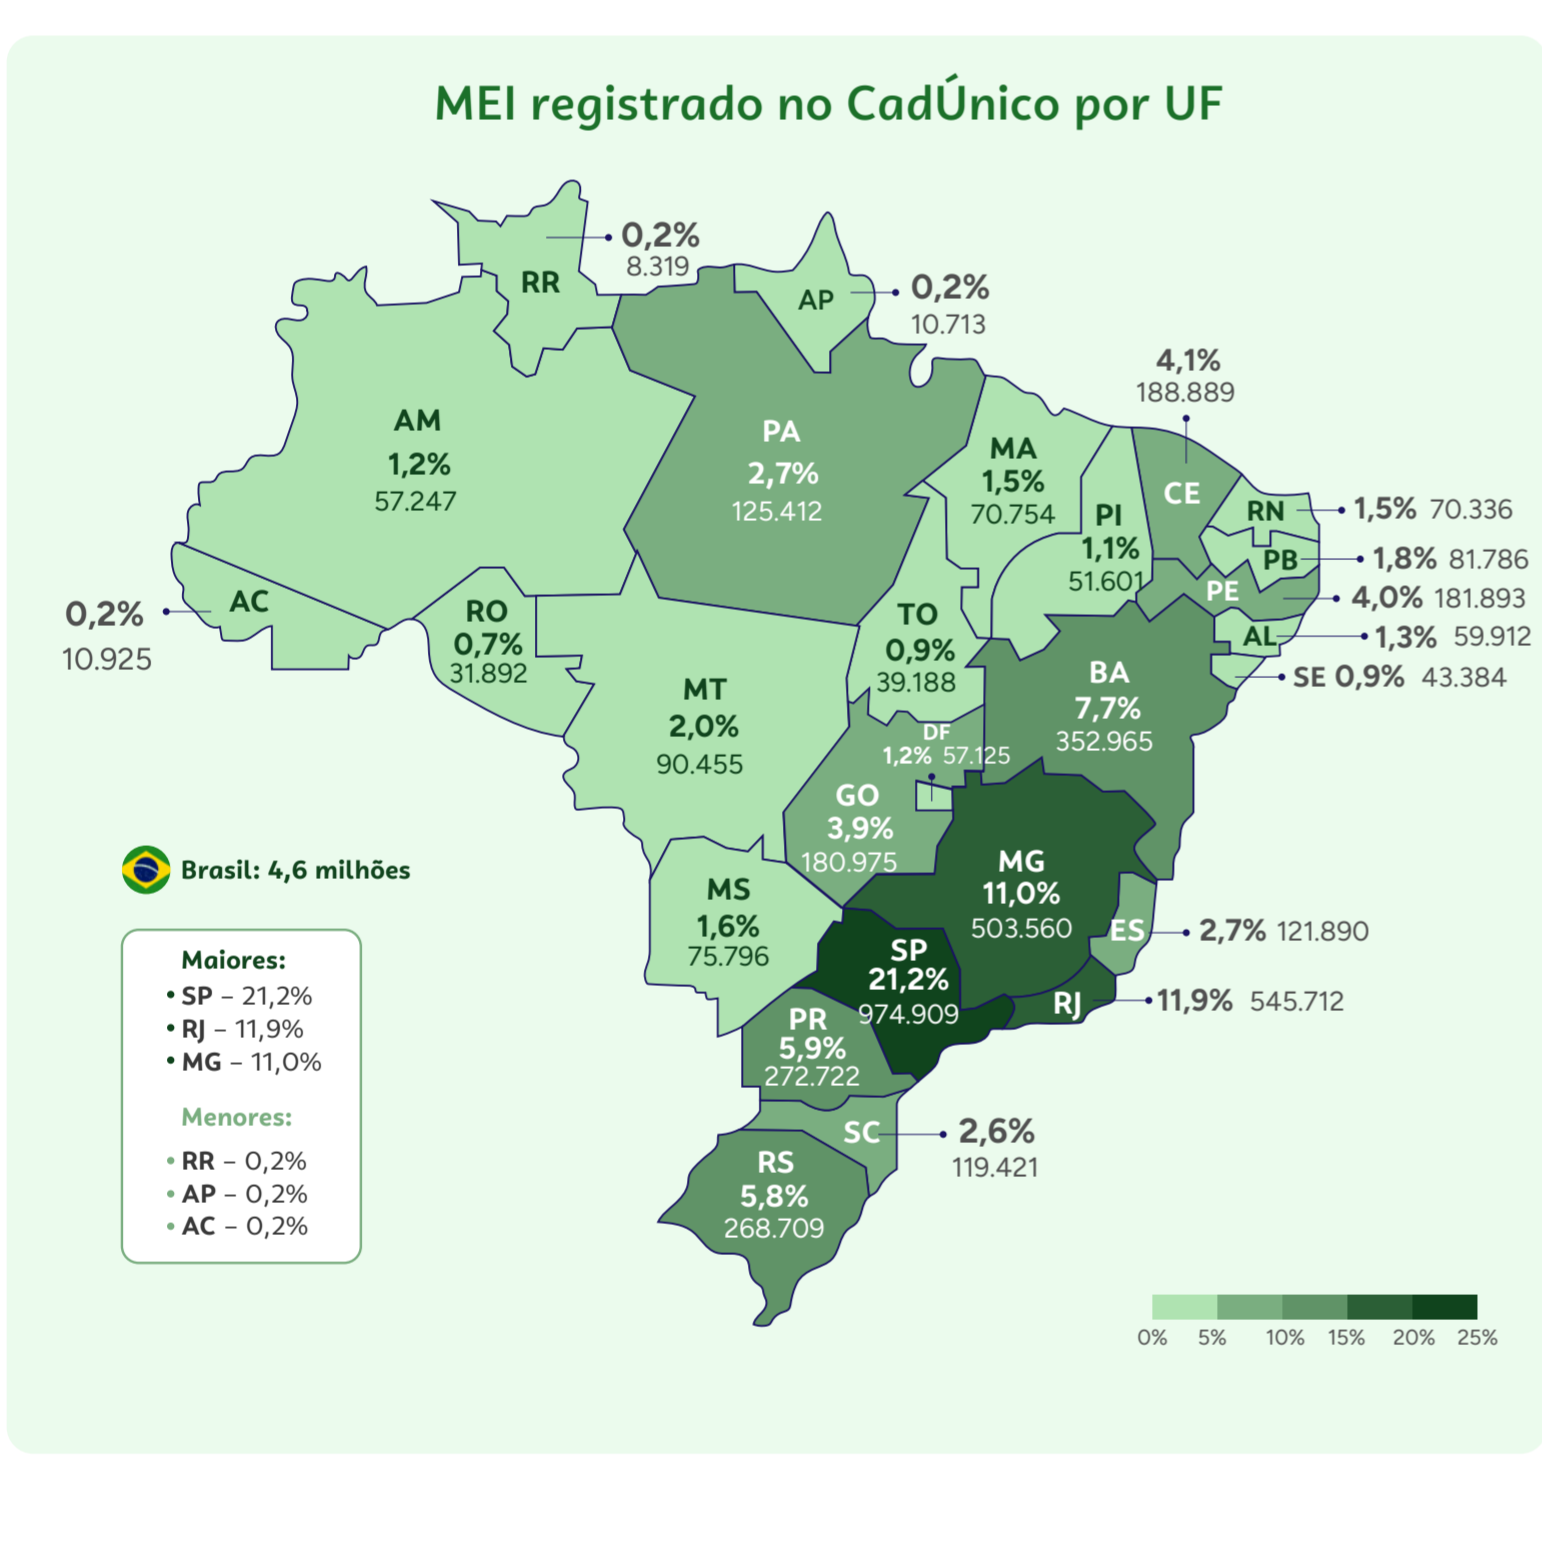 MEI registrado no CadÚnico por UF
RR
0,2%
8.319
AP
0,2%
10.713
AM
1,2%
57.247
PA
2,7%
125.412
MA
1,5%
70.754
PI
1,1%
51.601
4,1%
188.889
CE
RN
1,5% 70.336
PB
1,8% 81.786
PE
4,0% 181.893
AL
1,3% 59.912
SE 0,9% 43.384
AC
0,2%
10.925
RO
0,7%
31.892
TO
0,9%
39.188
MT
2,0%
90.455
BA
7,7%
352.965
DF
1,2% 57.125
GO
3,9%
180.975
MG
11,0%
503.560
ES
2,7% 121.890
MS
1,6%
75.796
SP
21,2%
974.909
RJ
11,9% 545.712
PR
5,9%
272.722
SC
2,6%
119.421
RS
5,8%
268.709
Brasil: 4,6 milhões
Maiores:
• SP – 21,2%
• RJ – 11,9%
• MG – 11,0%
Menores:
• RR – 0,2%
• AP – 0,2%
• AC – 0,2%
0% 5% 10% 15% 20% 25%